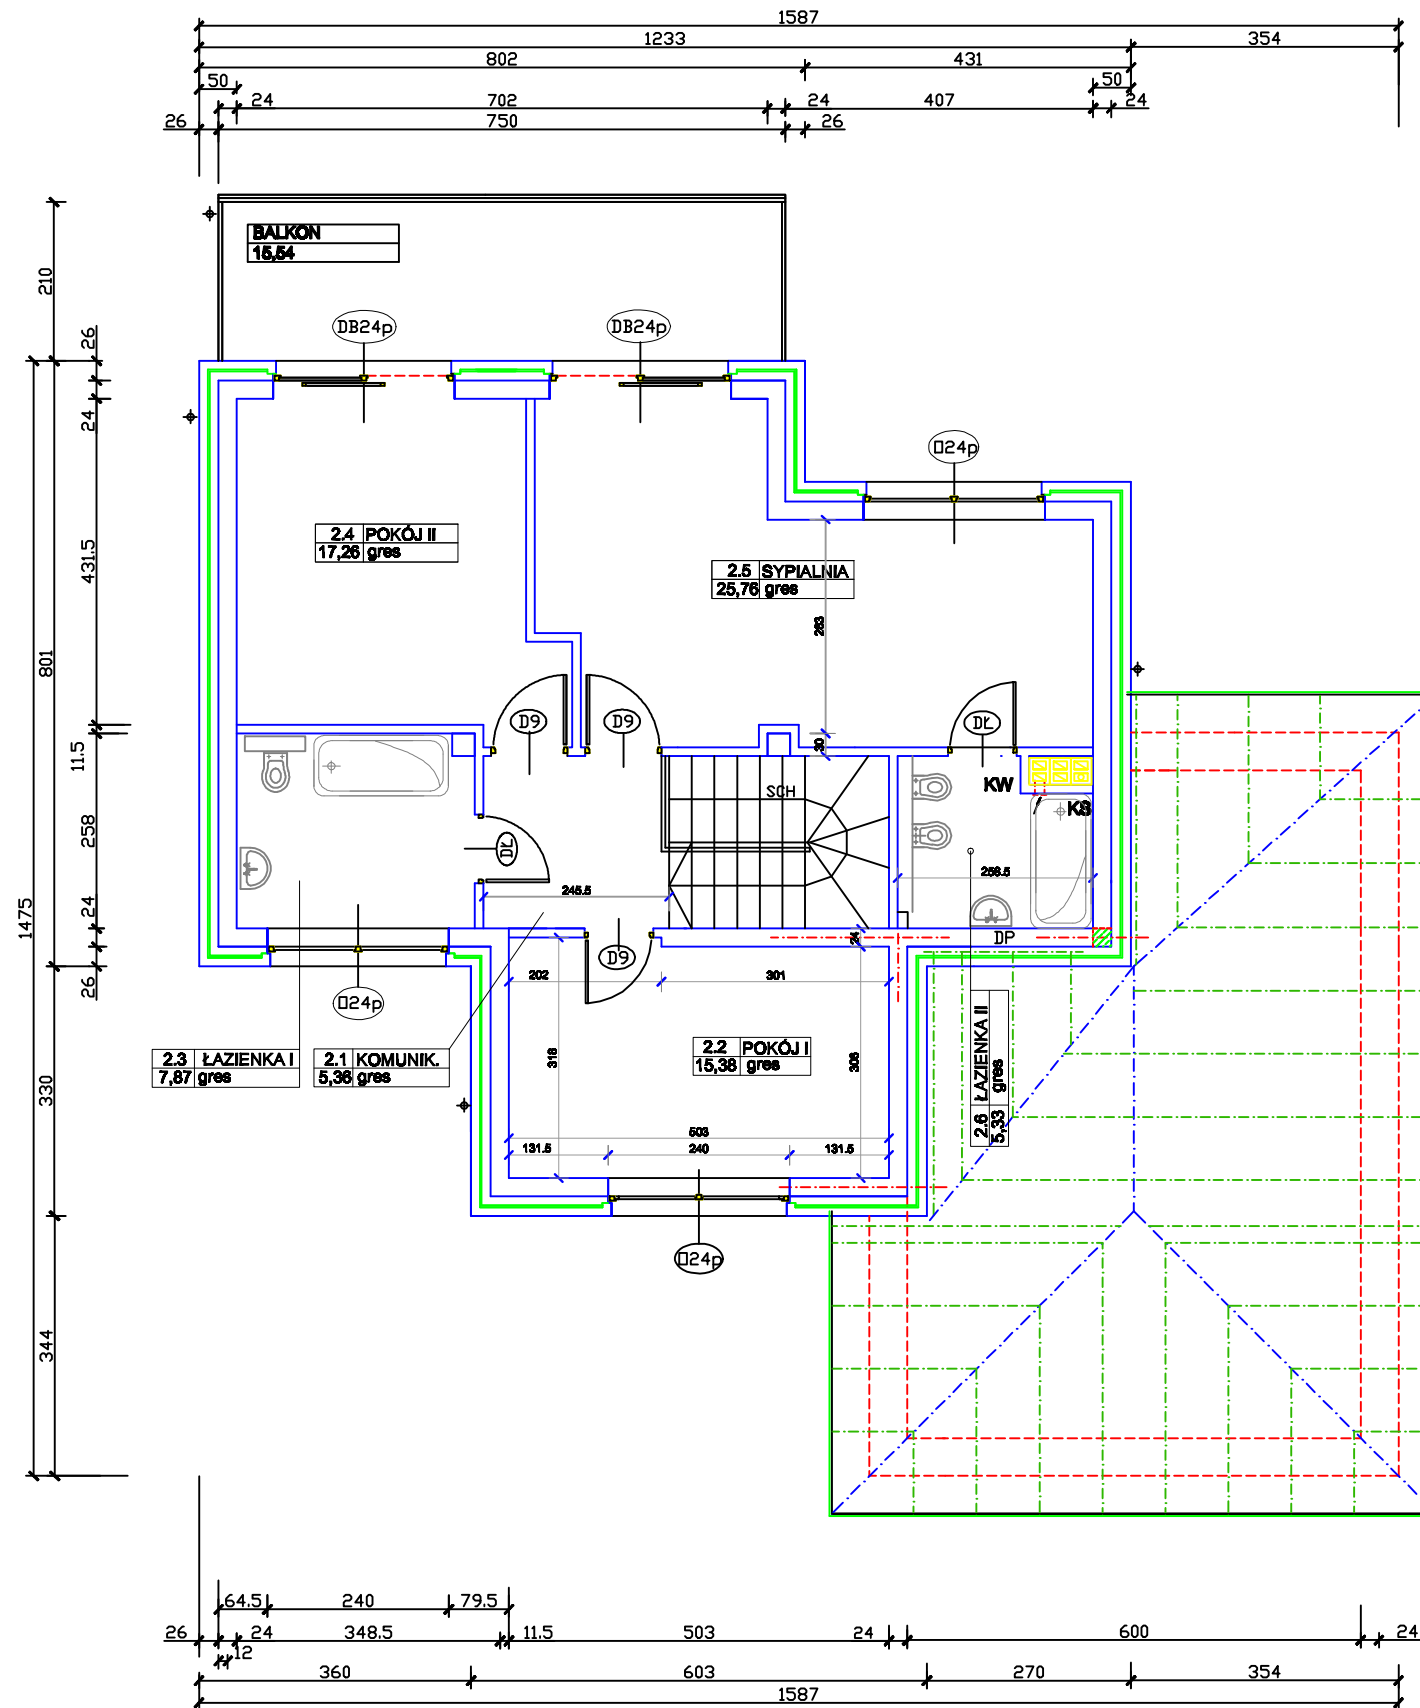 1587
1233 354
802 431
50 50
24 702 24 407 24
26 750 26
BALKON
15,54
210
DB24p DB24p
26
24
O24p
2.4 POKÓJ II
17,26 gres
431.5
2.5 SYPIALNIA
25,76 gres
263
801
D9 D9 DŁ
30
11.5
SCH
KW
KS
258
DŁ
256.5
245.5
24
1475
24
DP
D9
26
202 301
O24p
318
306
2.2 POKÓJ I
15,38 gres
2.3 ŁAZIENKA I
7,87 gres
2.1 KOMUNIK.
5,36 gres
2.6 ŁAZIENKA II
5,33 gres
330
503
131.5 240 131.5
O24p
344
64.5 240 79.5
26 24 348.5 11.5 503 24 600 24
12
360 603 270 354
1587